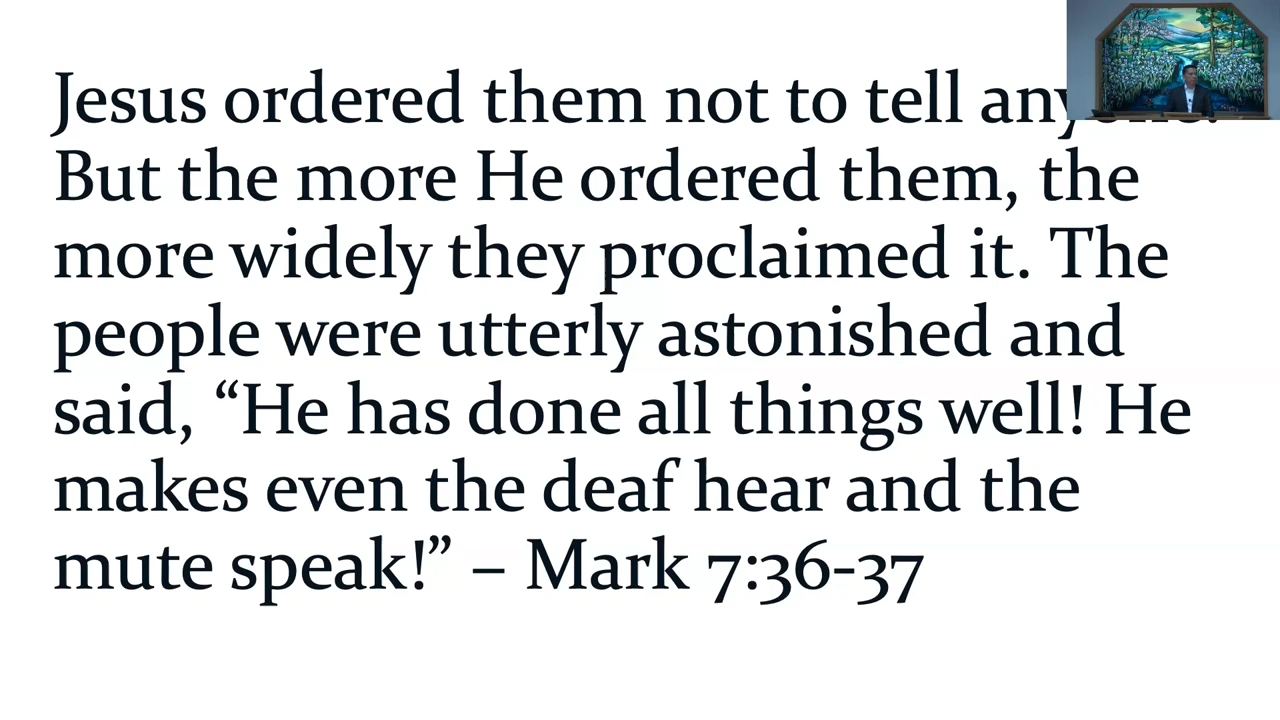 Jesus ordered them not to tell
But the more He ordered them, the
more widely they proclaimed it. The
people were utterly astonished and
said, “He has done all things well! He
makes even the deaf hear and the
mute speak!” – Mark 7:36-37